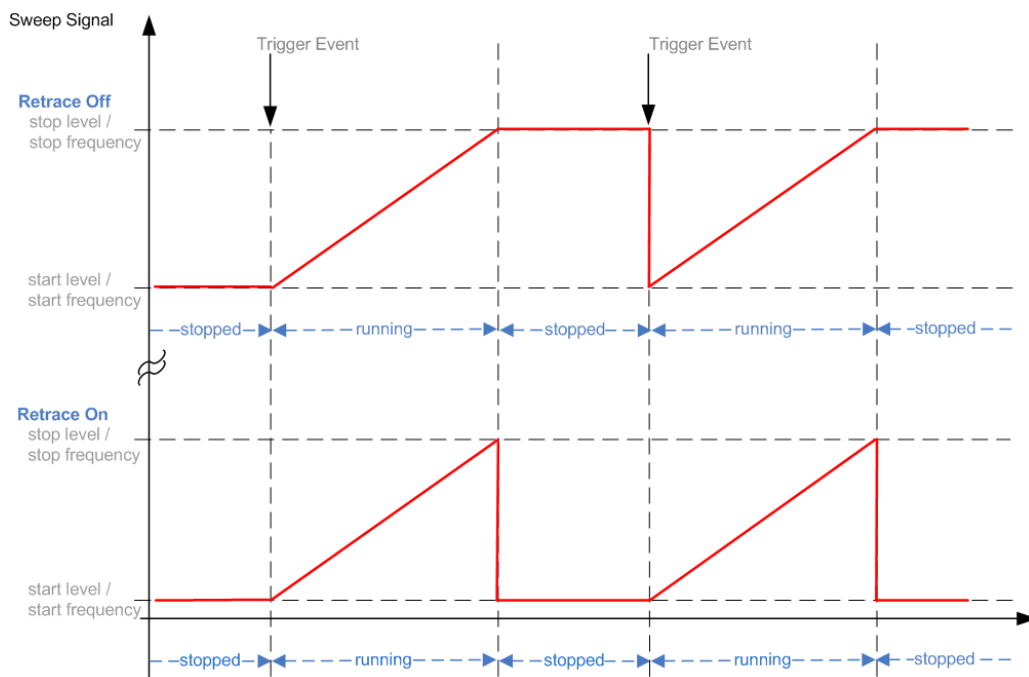 Sweep Signal
Trigger Event
Trigger Event
Retrace Off
stop level /
stop frequency
start level /
start frequency
stopped
running
stopped
running
stopped
Retrace On
stop level /
stop frequency
start level /
start frequency
stopped
running
stopped
running
stopped